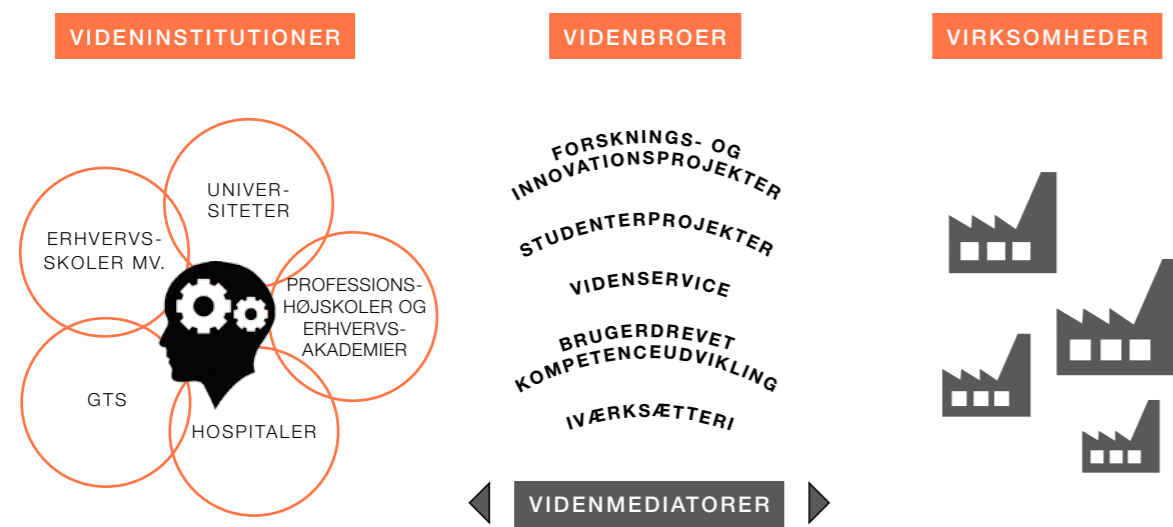 VIDENINSTITUTIONER
VIDENBROER
VIRKSOMHEDER
UNIVER-
SITETER
ERHVERVS-
SKOLER MV.
PROFESSIONS-
HØJSKOLER OG
ERHVERVS-
AKADEMIER
GTS
HOSPITALER
FORSKNINGS- OG
INNOVATIONSPROJEKTER
STUDENTERPROJEKTER
VIDENSERVICE
BRUGERDREVET
KOMPETENCEUDVIKLING
IVÆRKSÆTTERI
VIDENMEDIATORER